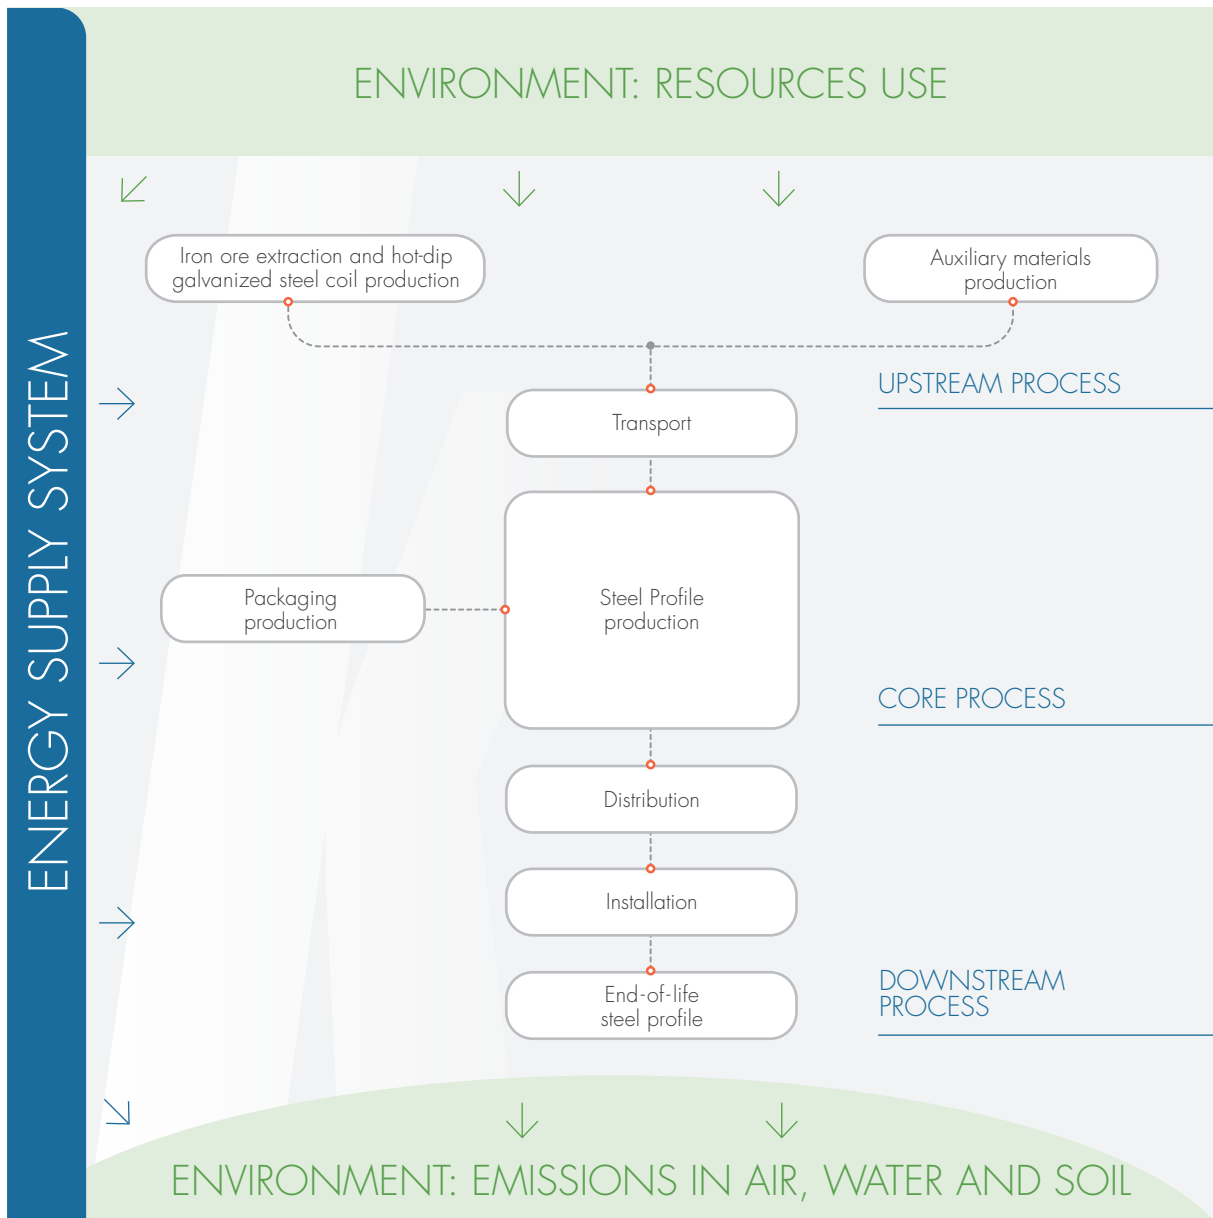 ENVIRONMENT: RESOURCES USE
ENERGY SUPPLY SYSTEM
Iron ore extraction and hot-dip
galvanized steel coil production
Auxiliary materials
production
UPSTREAM PROCESS
Transport
Packaging
production
Steel Profile
production
CORE PROCESS
Distribution
Installation
DOWNSTREAM
PROCESS
End-of-life
steel profile
ENVIRONMENT: EMISSIONS IN AIR, WATER AND SOIL